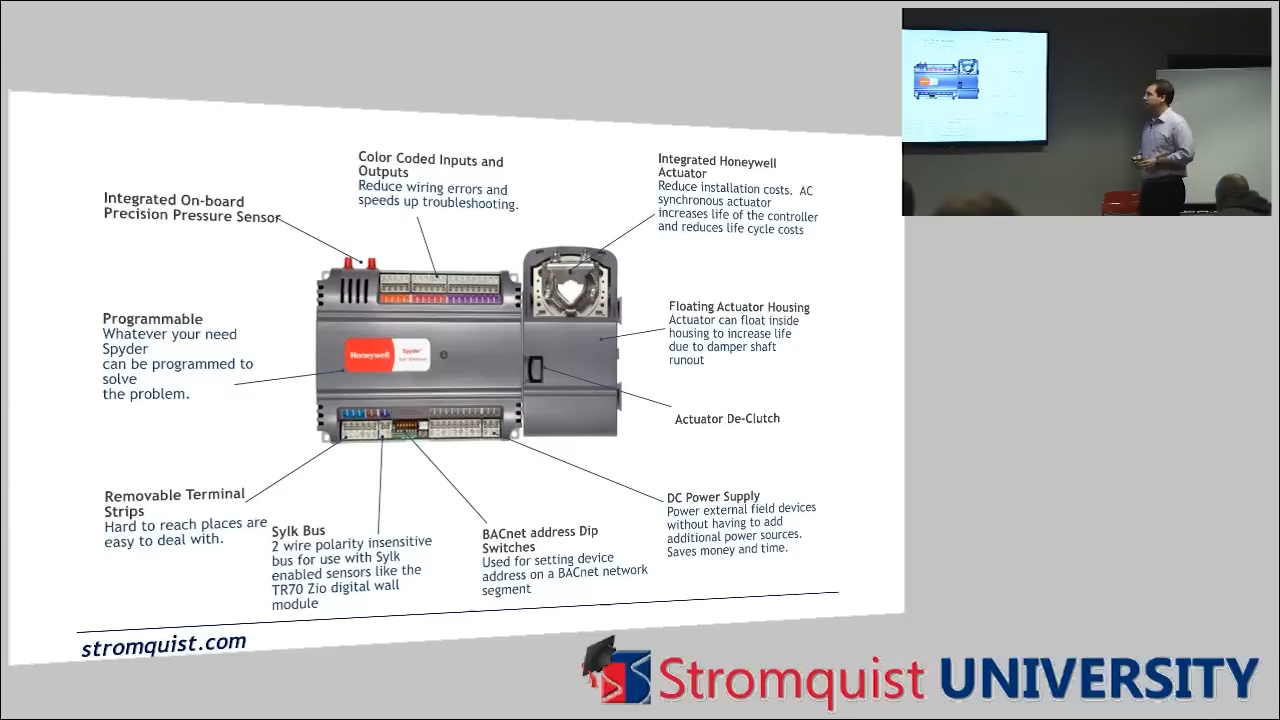 Color Coded Inputs and
Outputs
Reduce wiring errors and
speeds up troubleshooting.
Integrated Honeywell
Actuator
Reduce installation costs. AC
synchronous actuator
increases life of the controller
and reduces life cycle costs
Integrated On-board
Precision Pressure Sensor
Programmable
Whatever your need
Spyder
can be programmed to
solve
the problem.
Honeywell
Spyder
Floating Actuator Housing
Actuator can float inside
housing to increase life
due to damper shaft
runout
Actuator De-Clutch
Removable Terminal
Strips
Hard to reach places are
easy to deal with.
Sylk Bus
2 wire polarity insensitive
bus for use with Sylk
enabled sensors like the
TR70 Zio digital wall
module
BACnet address Dip
Switches
Used for setting device
address on a BACnet network
segment
DC Power Supply
Power external field devices
without having to add
additional power sources.
Saves money and time.
stromquist.com
Stromquist UNIVERSITY